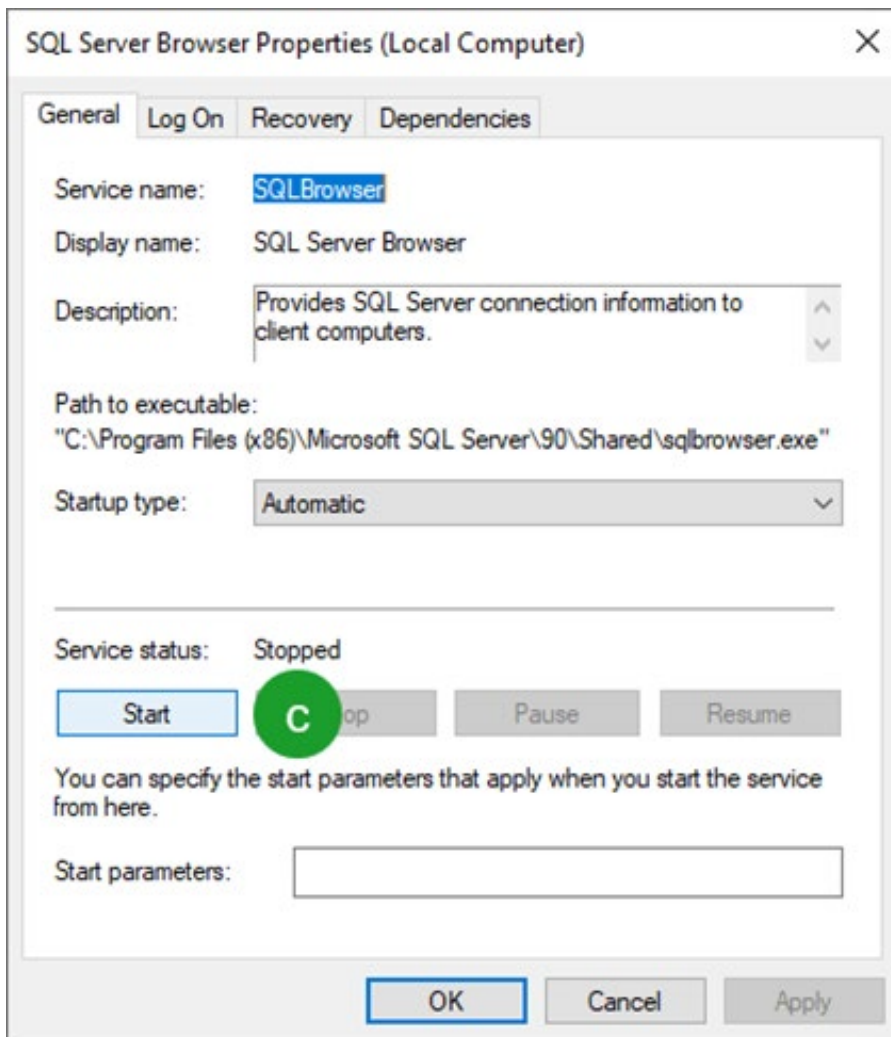 SQL Server Browser Properties (Local Computer)
General Log On Recovery Dependencies
Service name: SQLBrowser
Display name: SQL Server Browser
Description: Provides SQL Server connection information to
client computers.
Path to executable:
"C:\Program Files (x86)\Microsoft SQL Server\90\Shared\sqlbrowser.exe"
Startup type: Automatic
Service status: Stopped
Start C op Pause Resume
You can specify the start parameters that apply when you start the service
from here.
Start parameters:
OK Cancel Apply